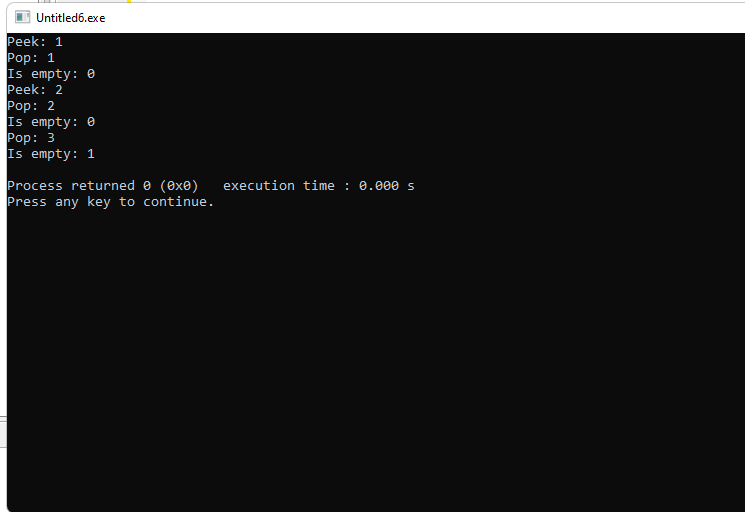 Untitled6.exe
Peek: 1
Pop: 1
Is empty: 0
Peek: 2
Pop: 2
Is empty: 0
Pop: 3
Is empty: 1
Process returned 0 (0x0)   execution time : 0.000 s
Press any key to continue.